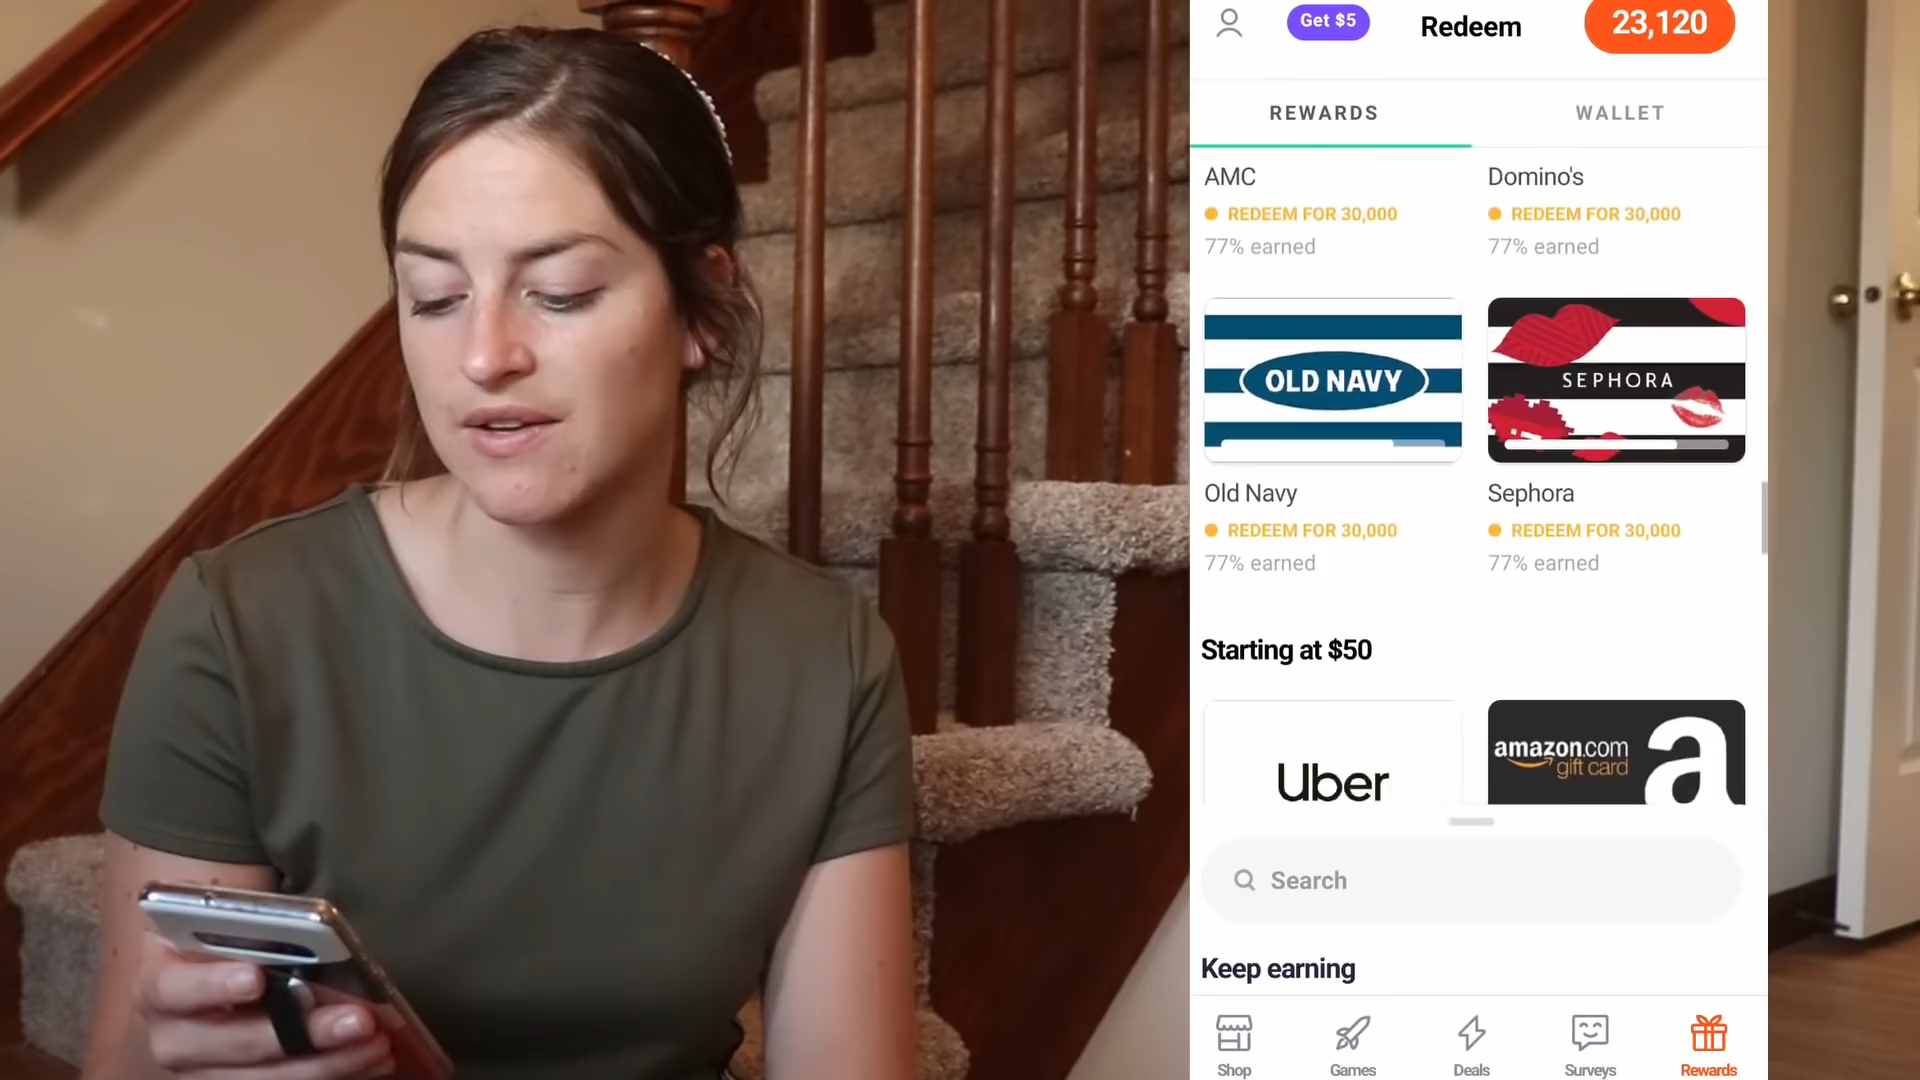 Get $5
Redeem
23,120
REWARDS
WALLET
AMC
Domino's
REDEEM FOR 30,000
REDEEM FOR 30,000
77% earned
77% earned
OLD NAVY
SEPHORA
Old Navy
Sephora
REDEEM FOR 30,000
REDEEM FOR 30,000
77% earned
77% earned
Starting at $50
Uber
amazon.com
gift card
a
Search
Keep earning
Shop
Games
Deals
Surveys
Rewards